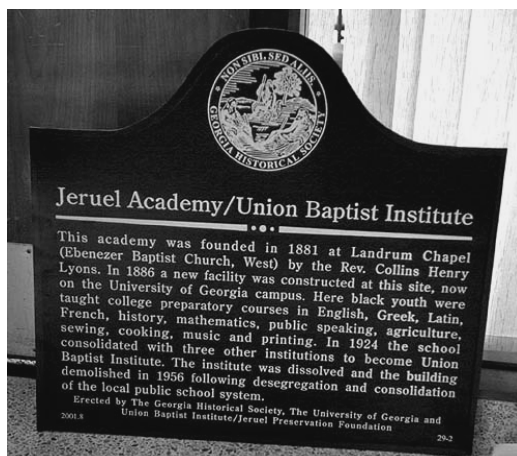 NON SIBI, SED ALIIS.
GEORGIA HISTORICAL SOCIETY
Jeruel Academy/Union Baptist Institute
This academy was founded in 1881 at Landrum Chapel
(Ebenezer Baptist Church, West) by the Rev. Collins Henry
Lyons. In 1886 a new facility was constructed at this site, now
on the University of Georgia campus. Here black youth were
taught college preparatory courses in English, Greek, Latin,
French, history, mathematics, public speaking, agriculture,
sewing, cooking, music and printing. In 1924 the school
consolidated with three other institutions to become Union
Baptist Institute. The institute was dissolved and the building
demolished in 1956 following desegregation and consolidation
of the local public school system.
Erected by The Georgia Historical Society, The University of Georgia and
Union Baptist Institute/Jeruel Preservation Foundation
2001.8
29-2